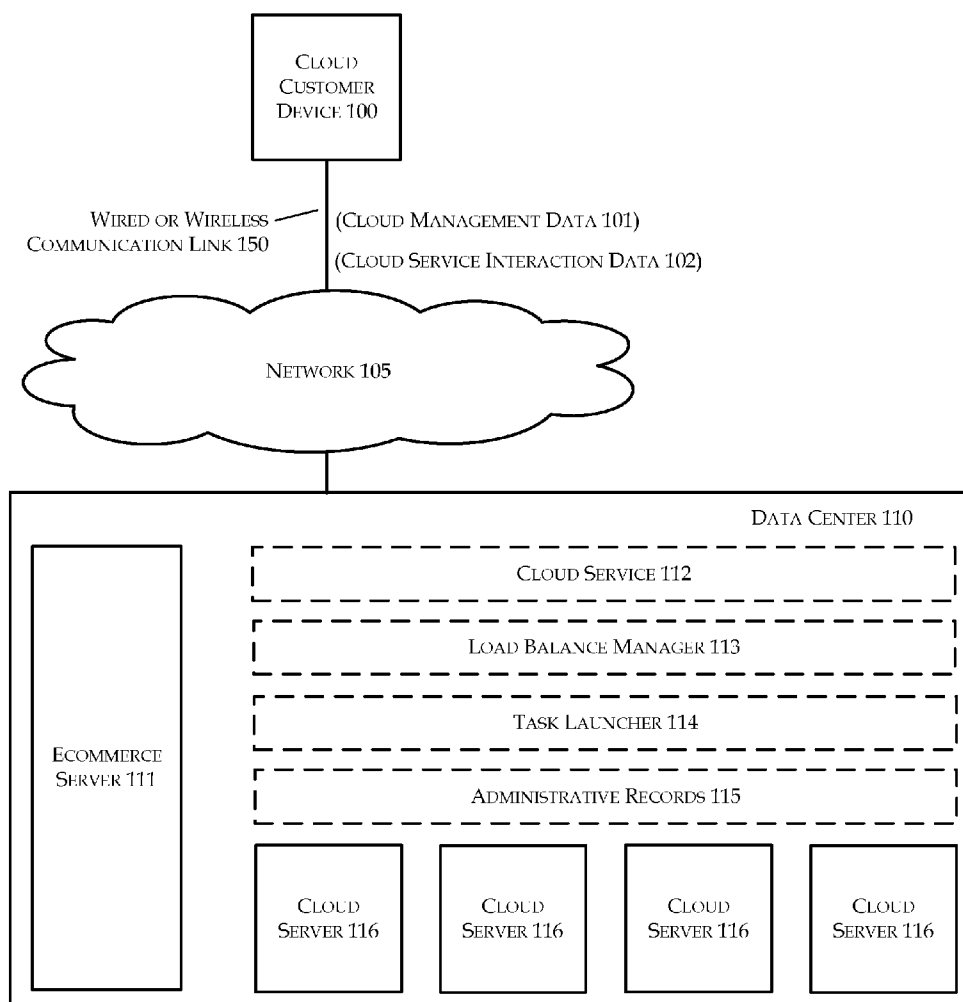 CLOUD
CUSTOMER
DEVICE 100
WIRED OR WIRELESS
COMMUNICATION LINK 150
(CLOUD MANAGEMENT DATA 101)
(CLOUD SERVICE INTERACTION DATA 102)
NETWORK 105
DATA CENTER 110
ECOMMERCE
SERVER 111
CLOUD SERVICE 112
LOAD BALANCE MANAGER 113
TASK LAUNCHER 114
ADMINISTRATIVE RECORDS 115
CLOUD
SERVER 116
CLOUD
SERVER 116
CLOUD
SERVER 116
CLOUD
SERVER 116